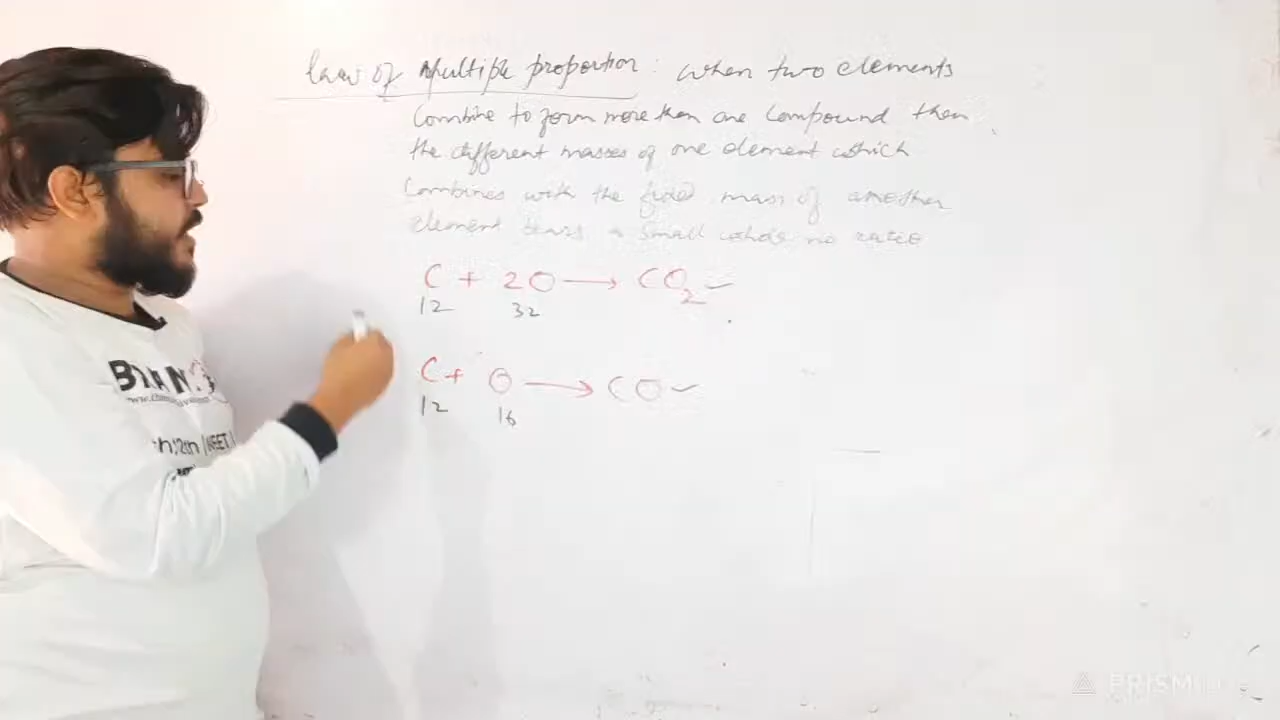 Law of Multiple proportion : when two elements
Combine to form more than one Compound then
the different masses of one element which
Combines with the fixed mass of another
element bears a small whole no ratio
C + 2O → CO2
12 32
C + O → CO
12 16
PRISM